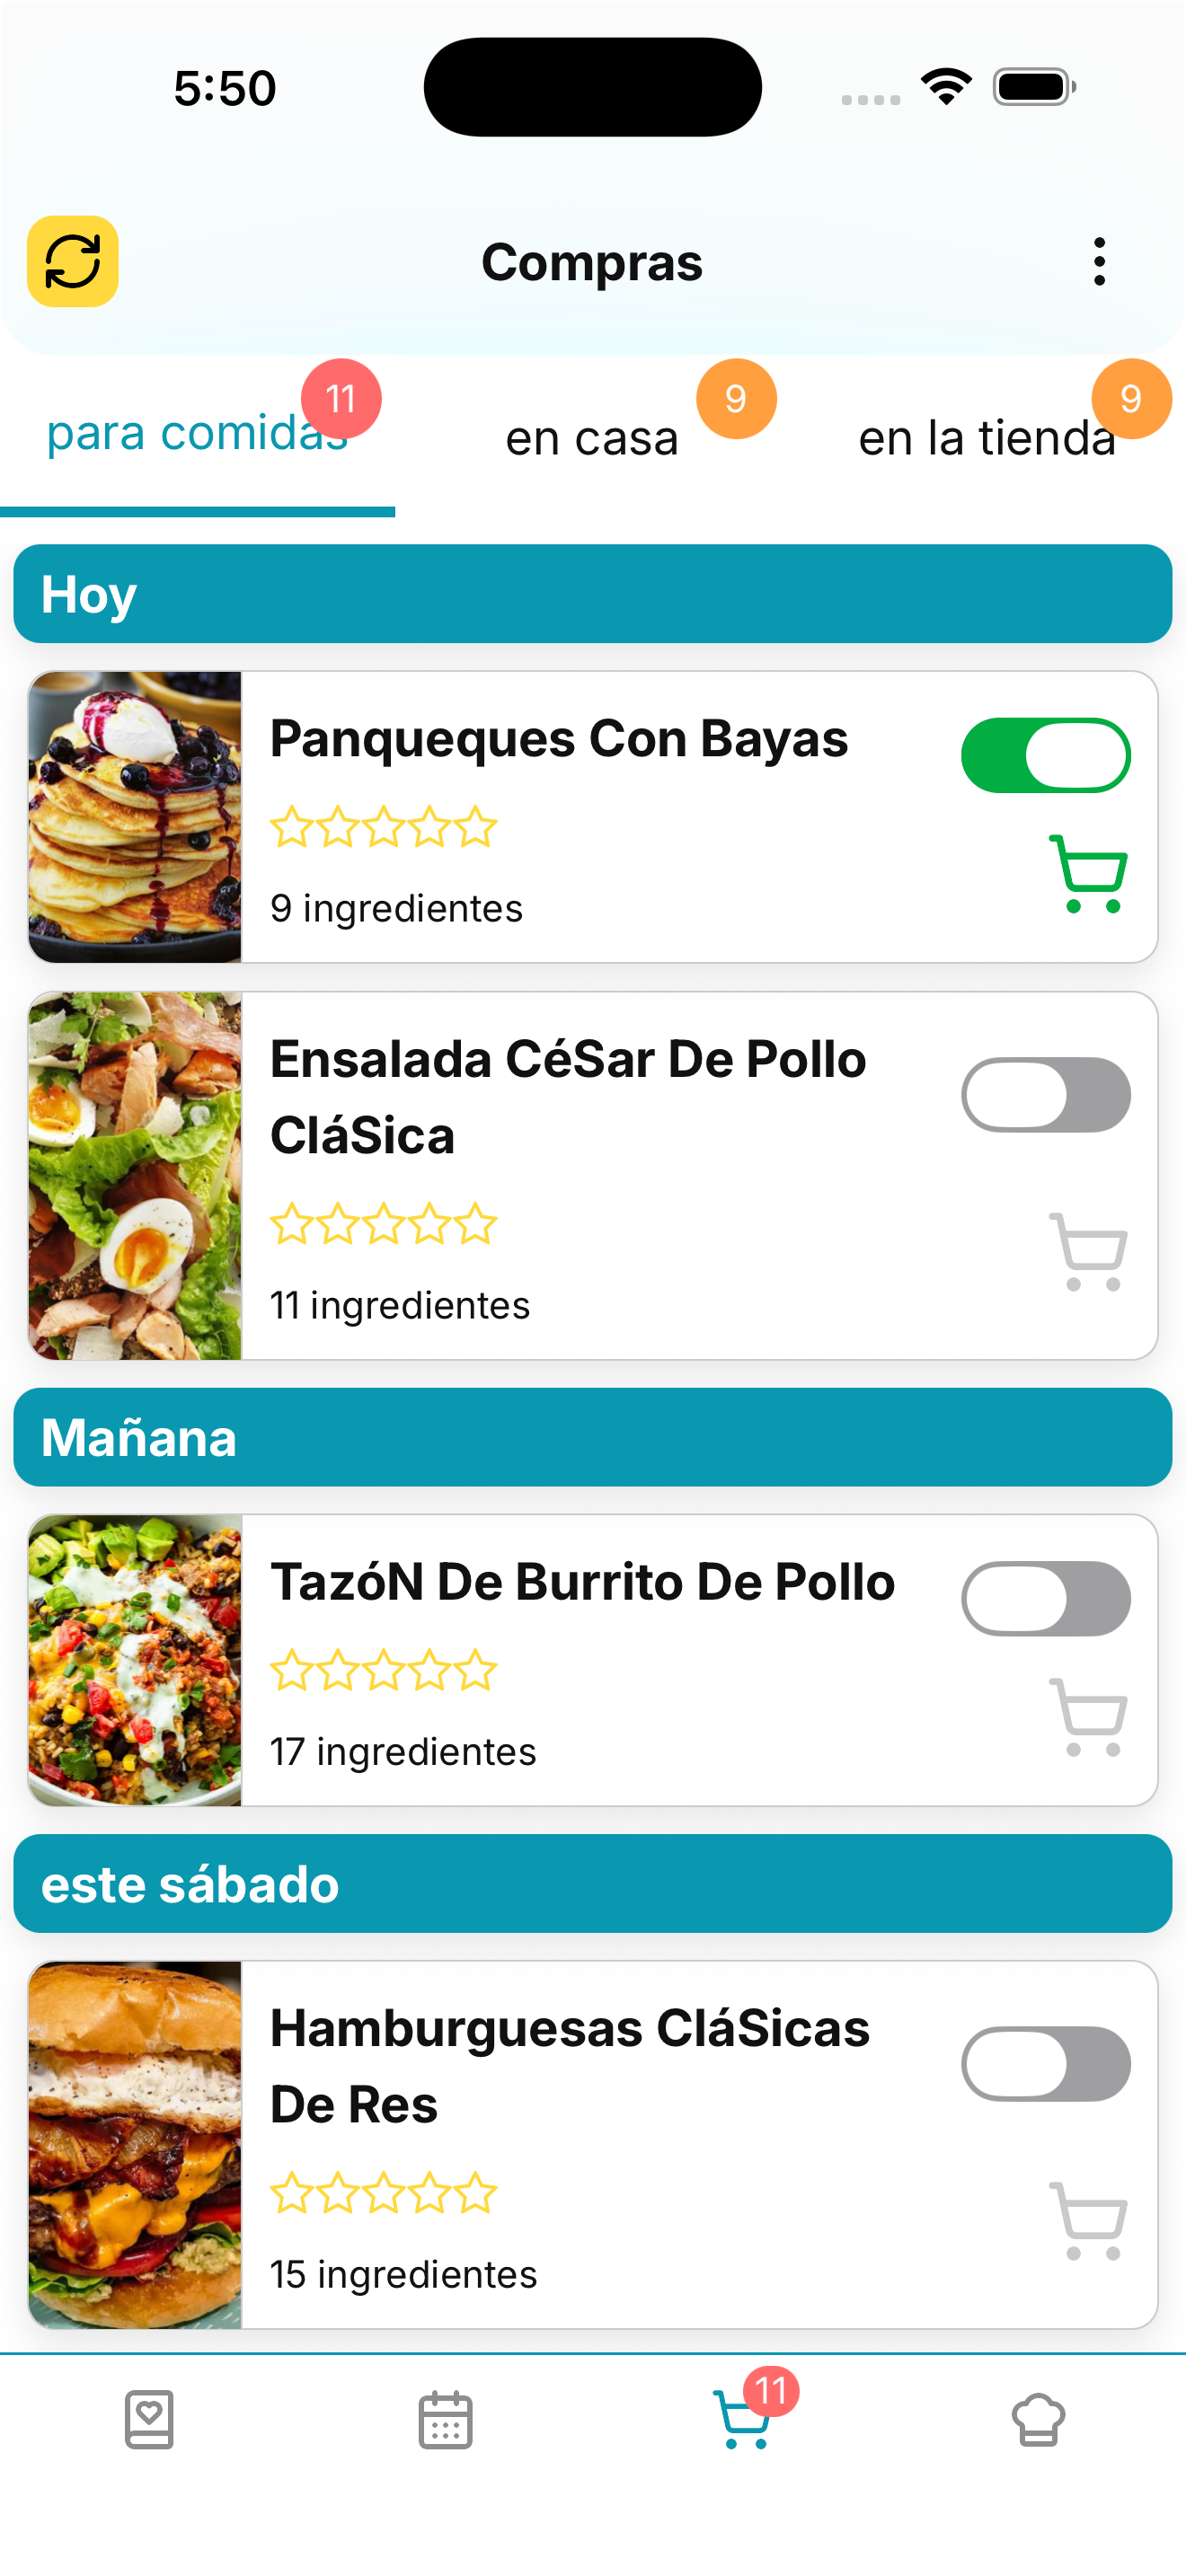 5:50
Compras
para comidas
11
en casa
9
en la tienda
9
Hoy
Panqueques Con Bayas
9 ingredientes
Ensalada CéSar De Pollo
CláSica
11 ingredientes
Mañana
TazóN De Burrito De Pollo
17 ingredientes
este sábado
Hamburguesas CláSicas
De Res
15 ingredientes
11